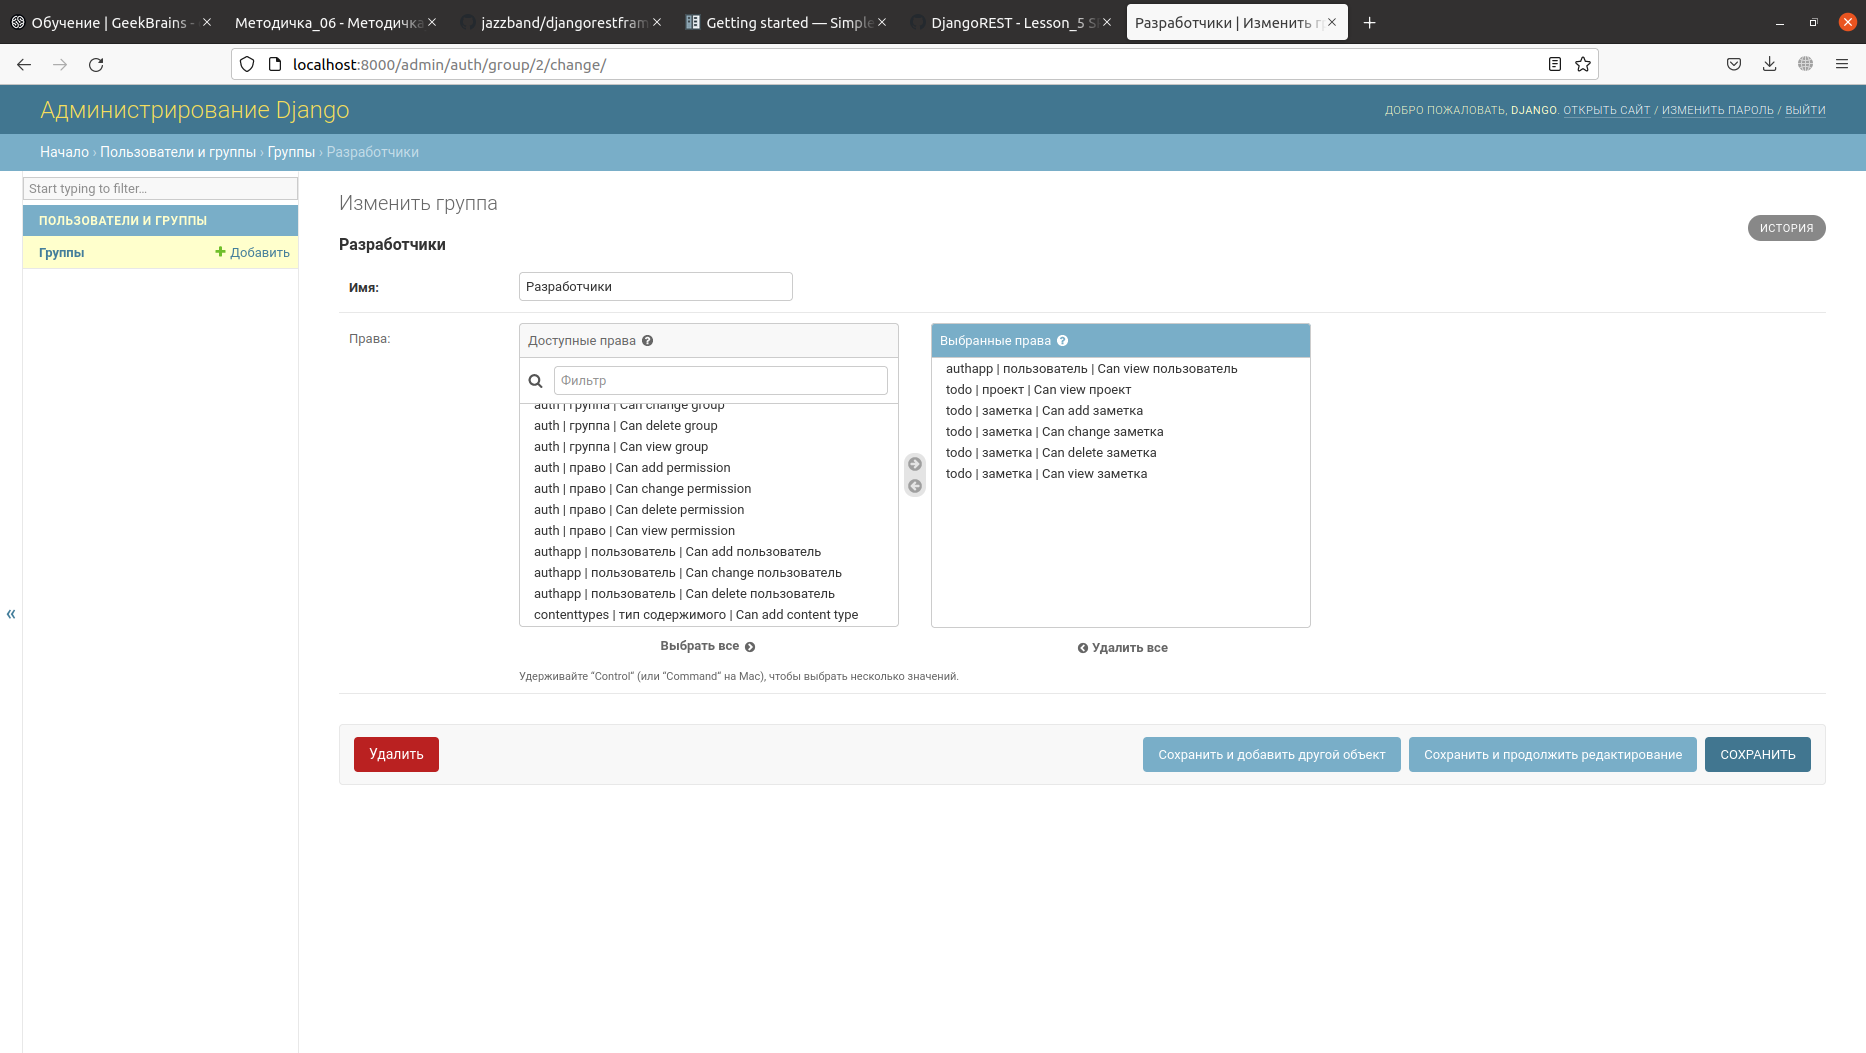 Обучение | GeekBrains -
Методичка_06 - Методичка
jazzband/djangorestfram
Getting started — Simple
DjangoREST - Lesson_5 S
Разработчики | Изменить гр
localhost:8000/admin/auth/group/2/change/
Администрирование Django
ДОБРО ПОЖАЛОВАТЬ, DJANGO. ОТКРЫТЬ САЙТ / ИЗМЕНИТЬ ПАРОЛЬ / ВЫЙТИ
Начало › Пользователи и группы › Группы › Разработчики
Start typing to filter...
ПОЛЬЗОВАТЕЛИ И ГРУППЫ
Группы
Добавить
«
Изменить группа
ИСТОРИЯ
Разработчики
Имя:
Разработчики
Права:
Доступные права
Фильтр
auth | группа | Can change group
auth | группа | Can delete group
auth | группа | Can view group
auth | право | Can add permission
auth | право | Can change permission
auth | право | Can delete permission
auth | право | Can view permission
authapp | пользователь | Can add пользователь
authapp | пользователь | Can change пользователь
authapp | пользователь | Can delete пользователь
contenttypes | тип содержимого | Can add content type
Выбрать все
Выбранные права
authapp | пользователь | Can view пользователь
todo | проект | Can view проект
todo | заметка | Can add заметка
todo | заметка | Can change заметка
todo | заметка | Can delete заметка
todo | заметка | Can view заметка
Удалить все
Удерживайте “Control“ (или “Command“ на Mac), чтобы выбрать несколько значений.
Удалить
Сохранить и добавить другой объект
Сохранить и продолжить редактирование
СОХРАНИТЬ